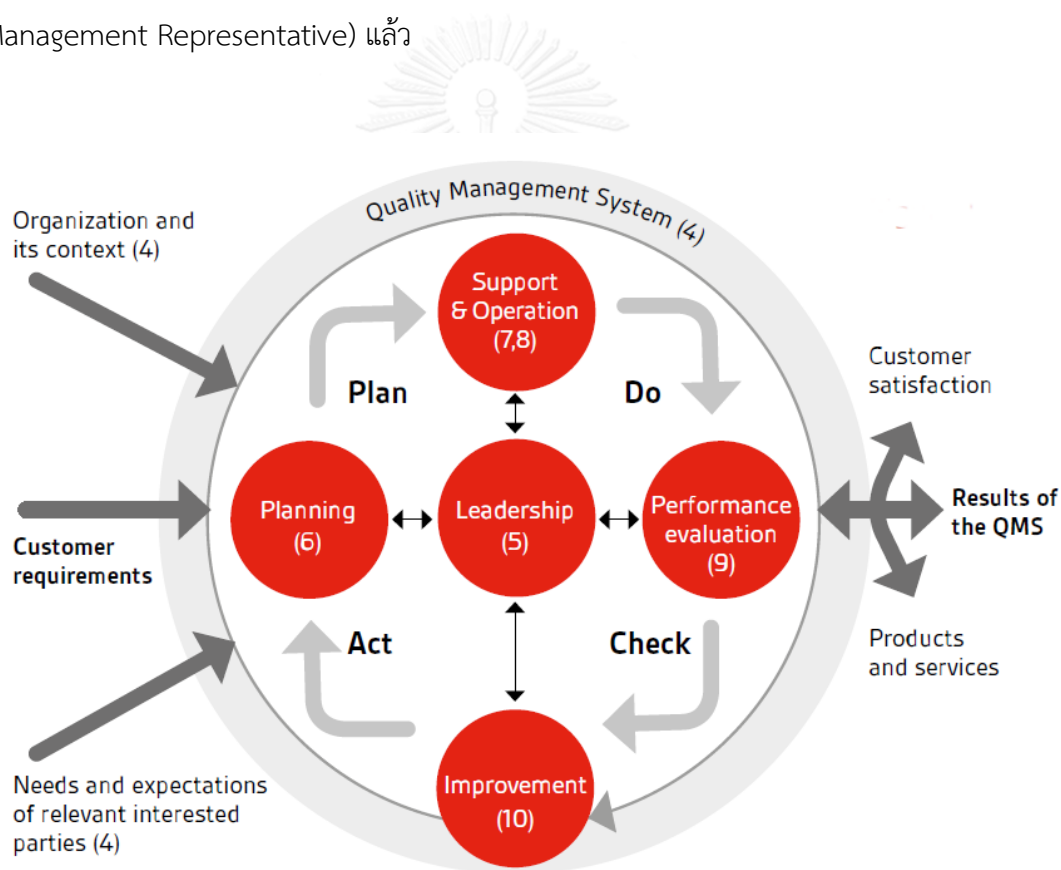 Management Representative) แล้ว
Quality Management System (4)
Organization and
its context (4)
Support
& Operation
(7,8)
Plan
Do
Customer
satisfaction
Planning
(6)
Leadership
(5)
Performance
evaluation
(9)
Results of
the QMS
Customer
requirements
Act
Check
Products
and services
Needs and expectations
of relevant interested
parties (4)
Improvement
(10)